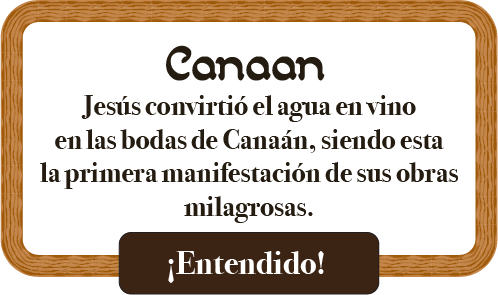 Canaan
Jesús convirtió el agua en vino
en las bodas de Canaán, siendo esta
la primera manifestación de sus obras
milagrosas.
¡Entendido!